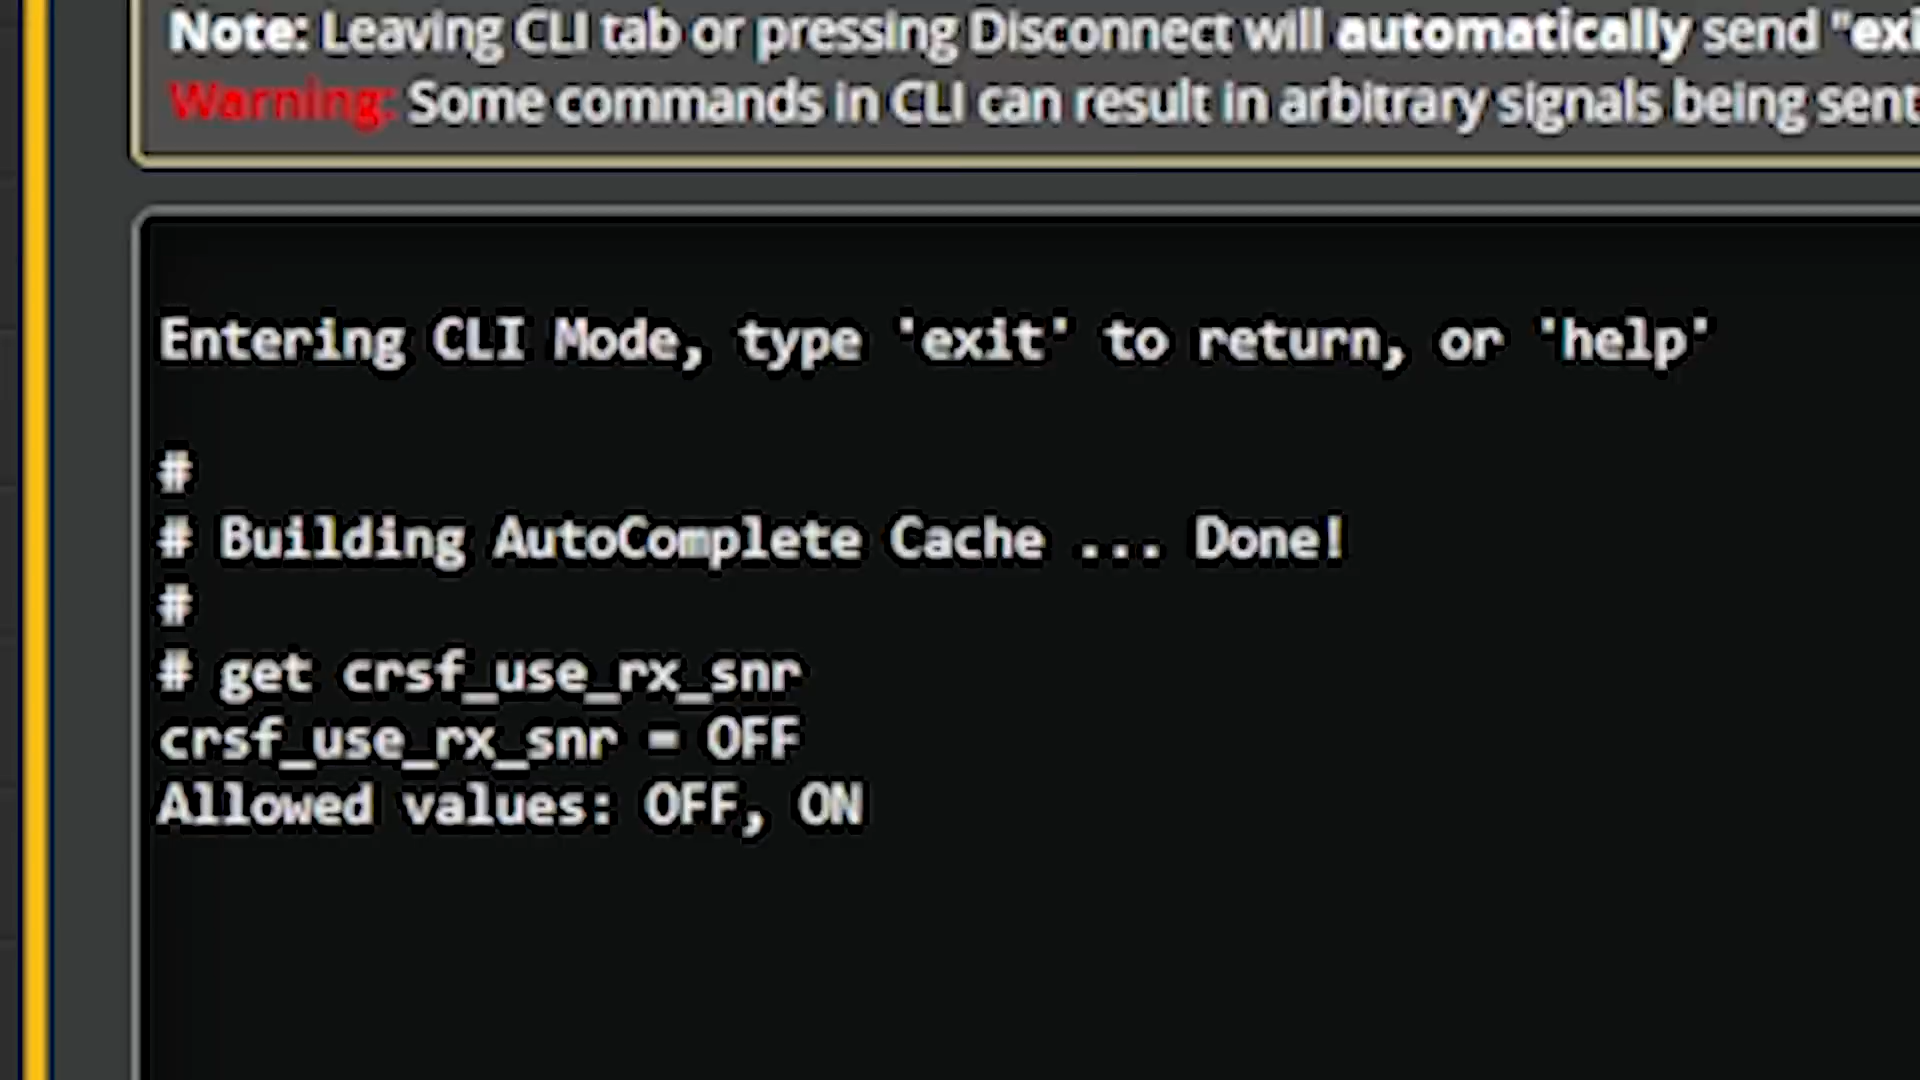 Note: Leaving CLI tab or pressing Disconnect will automatically send "exi
Warning: Some commands in CLI can result in arbitrary signals being sent
Entering CLI Mode, type 'exit' to return, or 'help'
#
# Building AutoComplete Cache ... Done!
#
# get crsf_use_rx_snr
crsf_use_rx_snr = OFF
Allowed values: OFF, ON